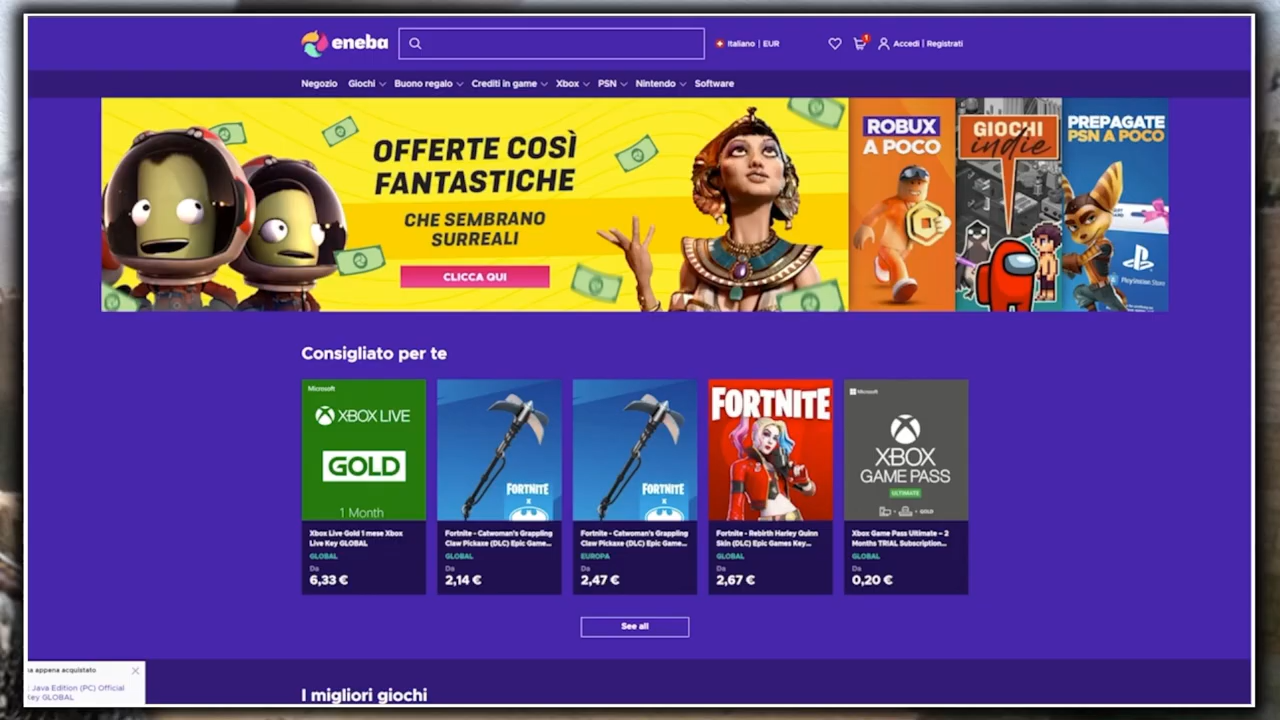 eneba
Italiano | EUR
1
Accedi | Registrati
Negozio
Giochi
Buono regalo
Crediti in game
Xbox
PSN
Nintendo
Software
OFFERTE COSÌ
FANTASTICHE
CHE SEMBRANO
SURREALI
CLICCA QUI
ROBUX
A POCO
GIOCHI
indie
PREPAGATE
PSN A POCO
PlayStation Store
Consigliato per te
Microsoft
XBOX LIVE
GOLD
1 Month
Xbox Live Gold 1 mese Xbox
Live Key GLOBAL
GLOBAL
Da
6,33 €
FORTNITE
X
Fortnite - Catwoman's Grappling
Claw Pickaxe (DLC) Epic Game...
GLOBAL
Da
2,14 €
FORTNITE
X
Fortnite - Catwoman's Grappling
Claw Pickaxe (DLC) Epic Game...
EUROPA
Da
2,47 €
FORTNITE
Fortnite - Rebirth Harley Quinn
Skin (DLC) Epic Games Key...
GLOBAL
Da
2,67 €
Microsoft
XBOX
GAME PASS
ULTIMATE
+ GOLD
Xbox Game Pass Ultimate – 2
Months TRIAL Subscription...
GLOBAL
Da
0,20 €
See all
appena acquistato
: Java Edition (PC) Official
Key GLOBAL
I migliori giochi